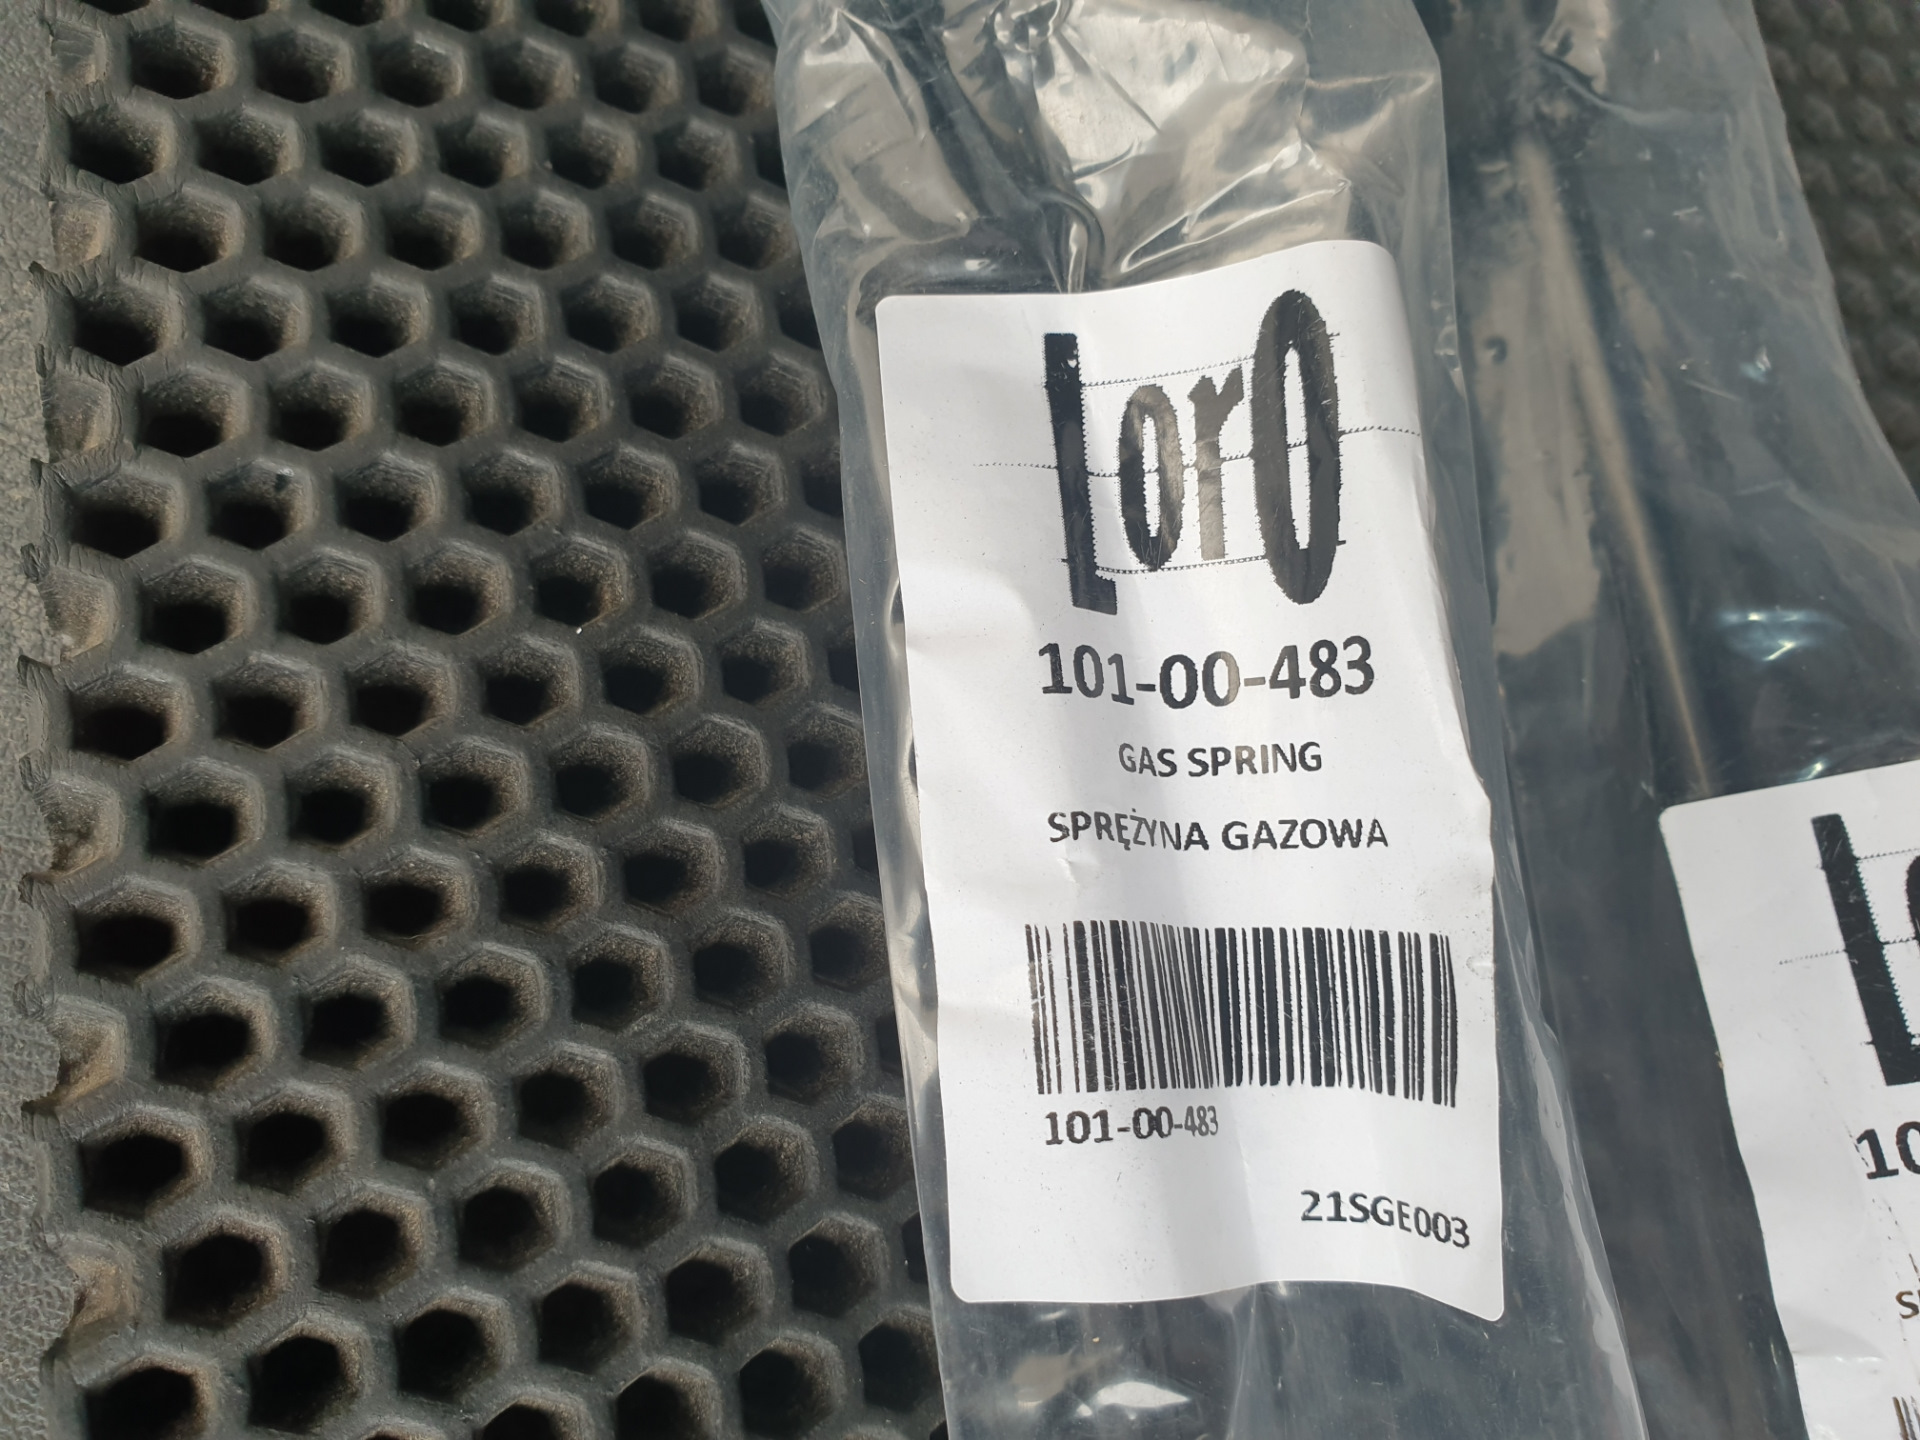 LorO
101-00-483
GAS SPRING
SPRĘŻYNA GAZOWA
101-00-483
21SGE003